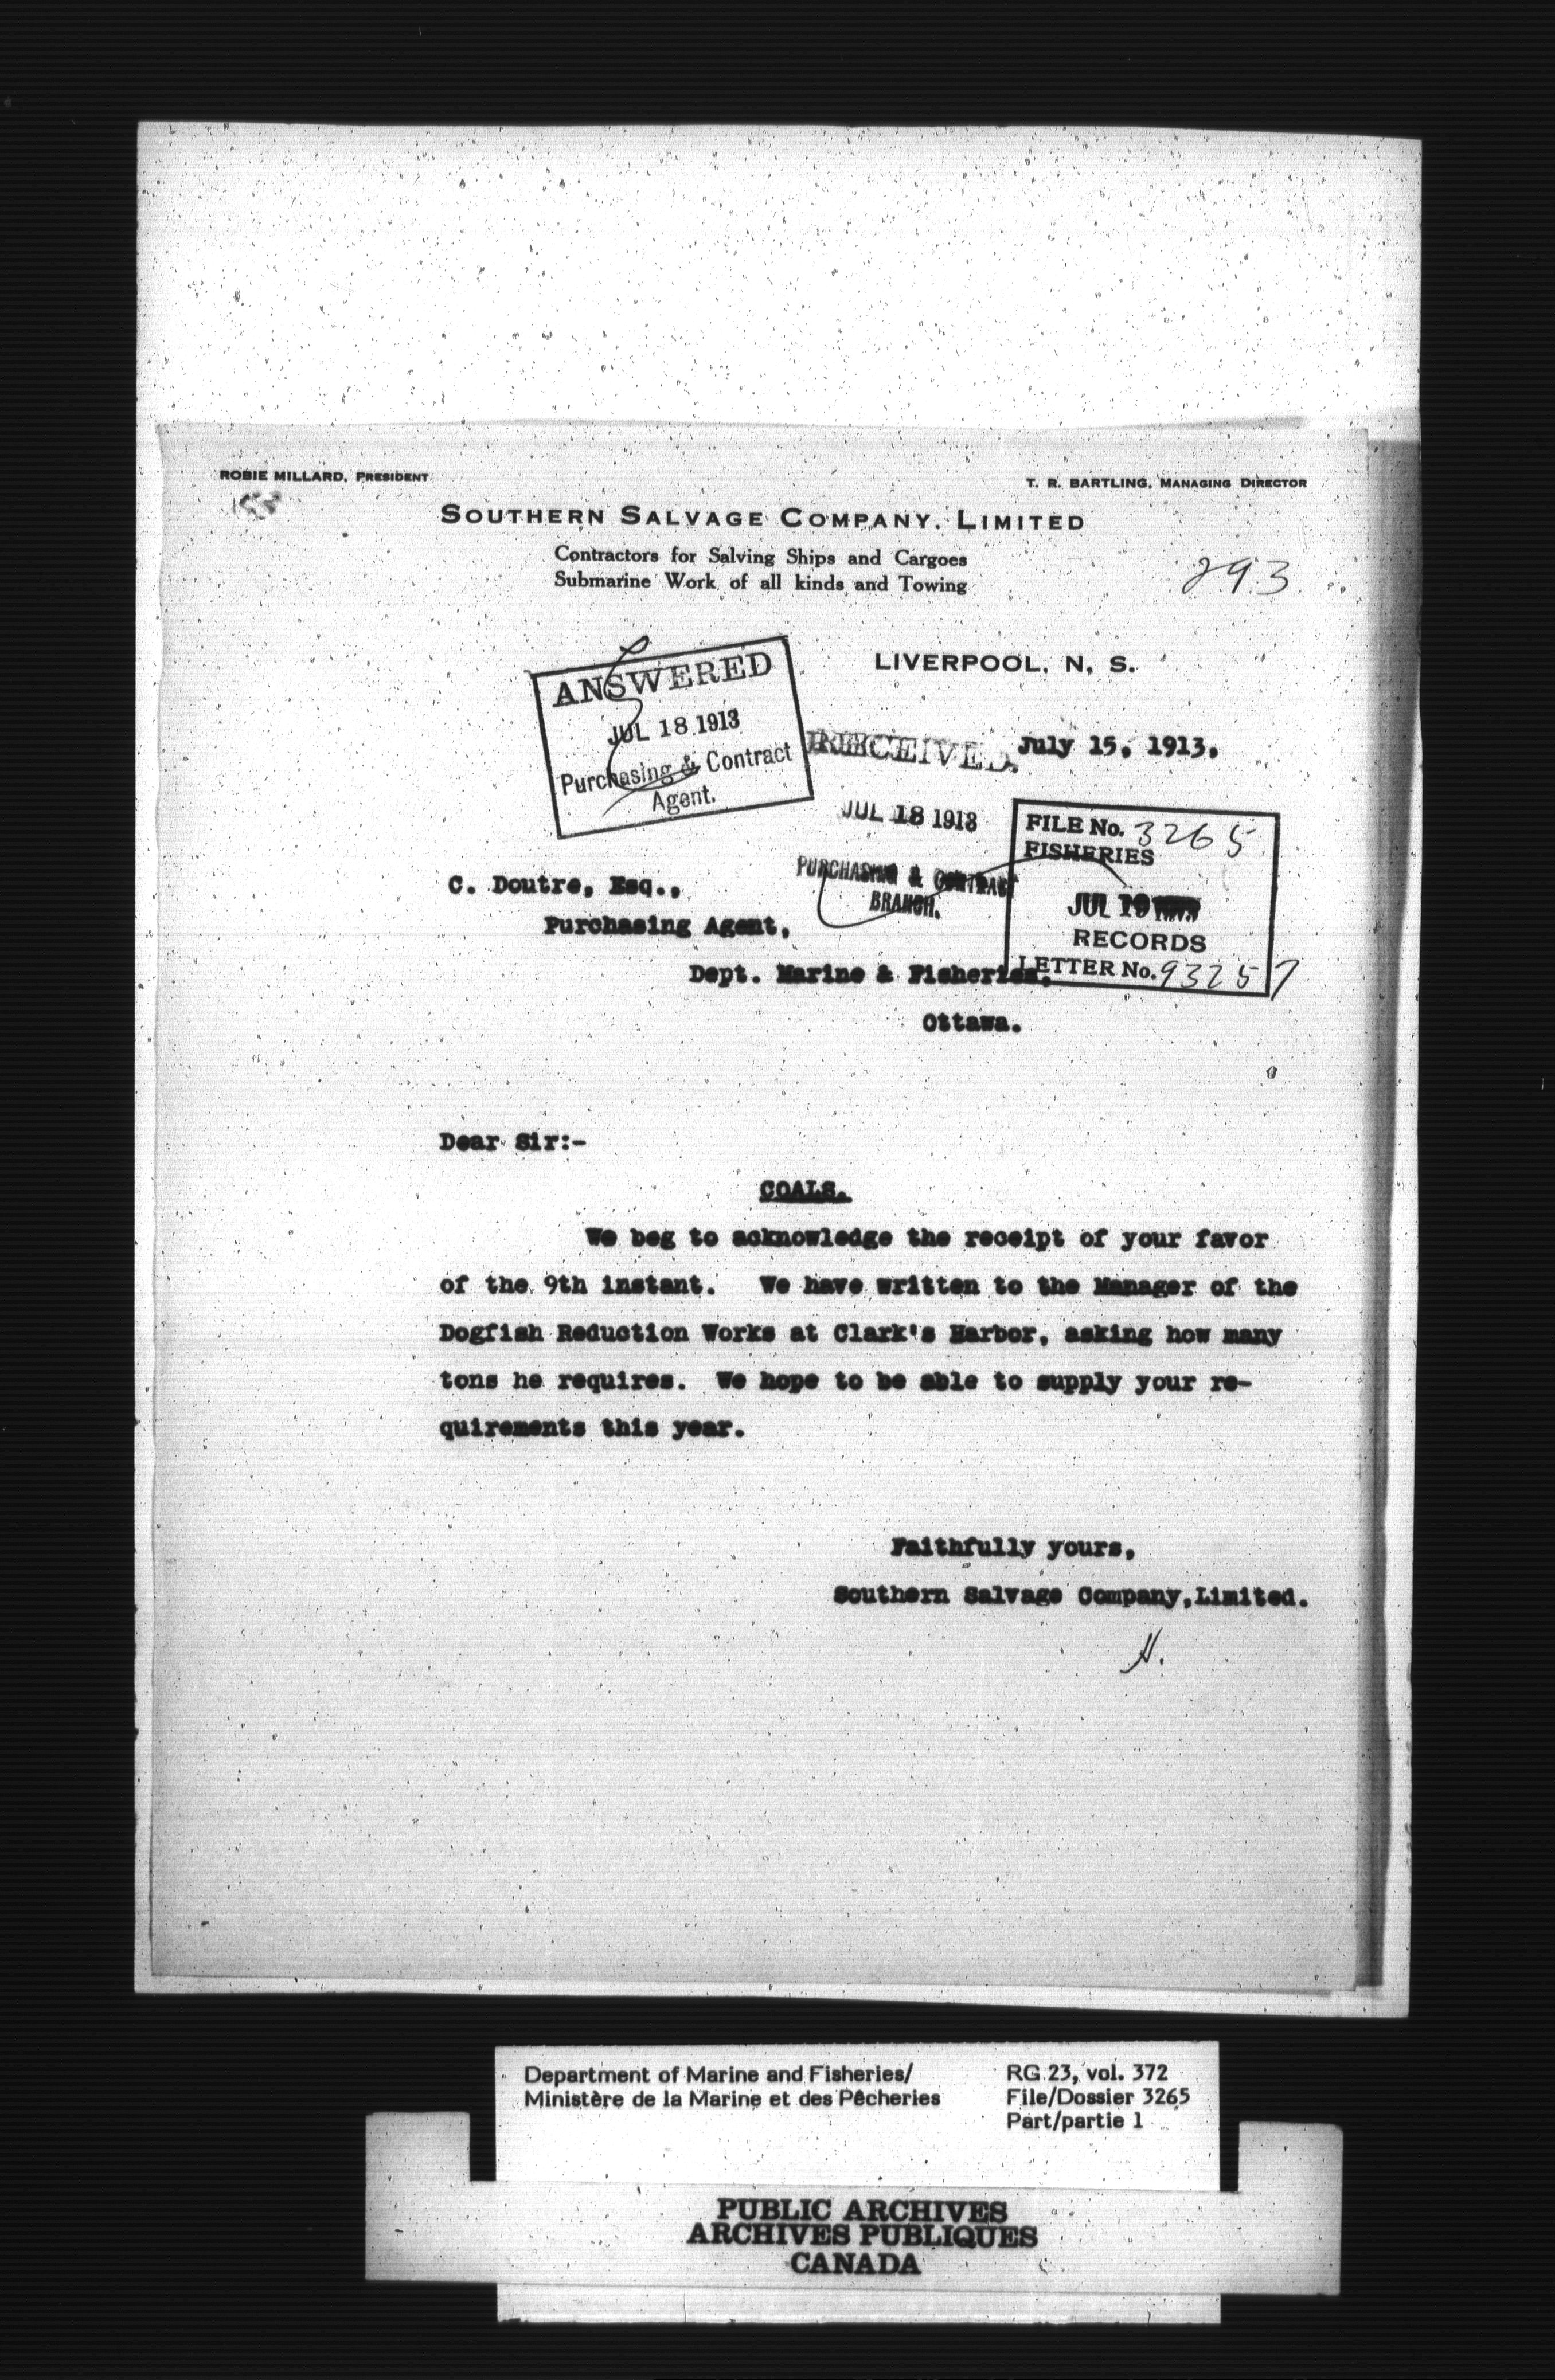 ROBIE MILLARD, PRESIDENT
T. R. BARTLING, MANAGING DIRECTOR
SOUTHERN SALVAGE COMPANY, LIMITED
Contractors for Salving Ships and Cargoes
Submarine Work of all kinds and Towing
293
LIVERPOOL, N. S.
ANSWERED
JUL 18 1913
Purchasing & Contract
Agent.
RECEIVED.
July 15, 1913.
JUL 18 1913
PURCHASING & CONTRACT
BRANCH.
FILE No. 3265
FISHERIES
JUL 19
RECORDS
LETTER No. 93257
C. Doutre, Esq.,
Purchasing Agent,
Dept. Marine & Fisheries,
Ottawa.
Dear Sir:-
COALS.
We beg to acknowledge the receipt of your favor
of the 9th instant. We have written to the Manager of the
Dogfish Reduction Works at Clark's Harbor, asking how many
tons he requires. We hope to be able to supply your re-
quirements this year.
Faithfully yours,
Southern Salvage Company, Limited.
H.
Department of Marine and Fisheries/
Ministère de la Marine et des Pêcheries
RG 23, vol. 372
File/Dossier 3265
Part/partie 1
PUBLIC ARCHIVES
ARCHIVES PUBLIQUES
CANADA